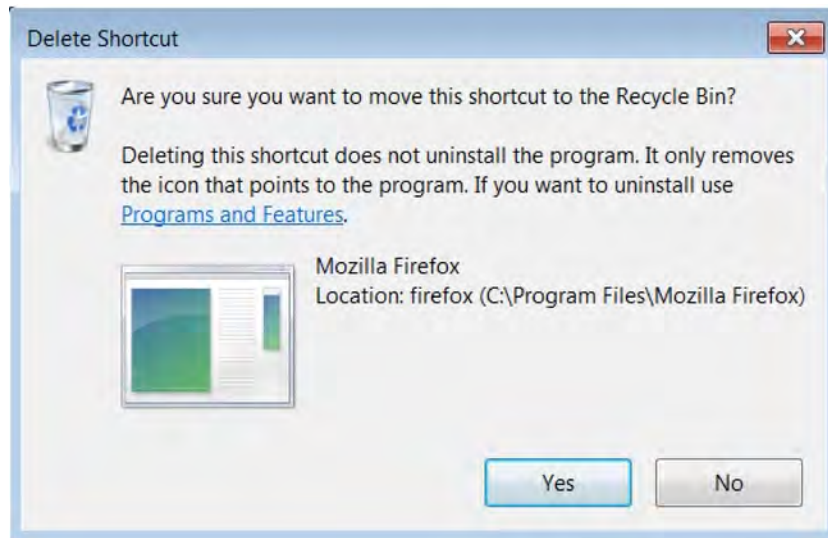 Delete Shortcut
Are you sure you want to move this shortcut to the Recycle Bin?
Deleting this shortcut does not uninstall the program. It only removes
the icon that points to the program. If you want to uninstall use
Programs and Features.
Mozilla Firefox
Location: firefox (C:\Program Files\Mozilla Firefox)
Yes
No